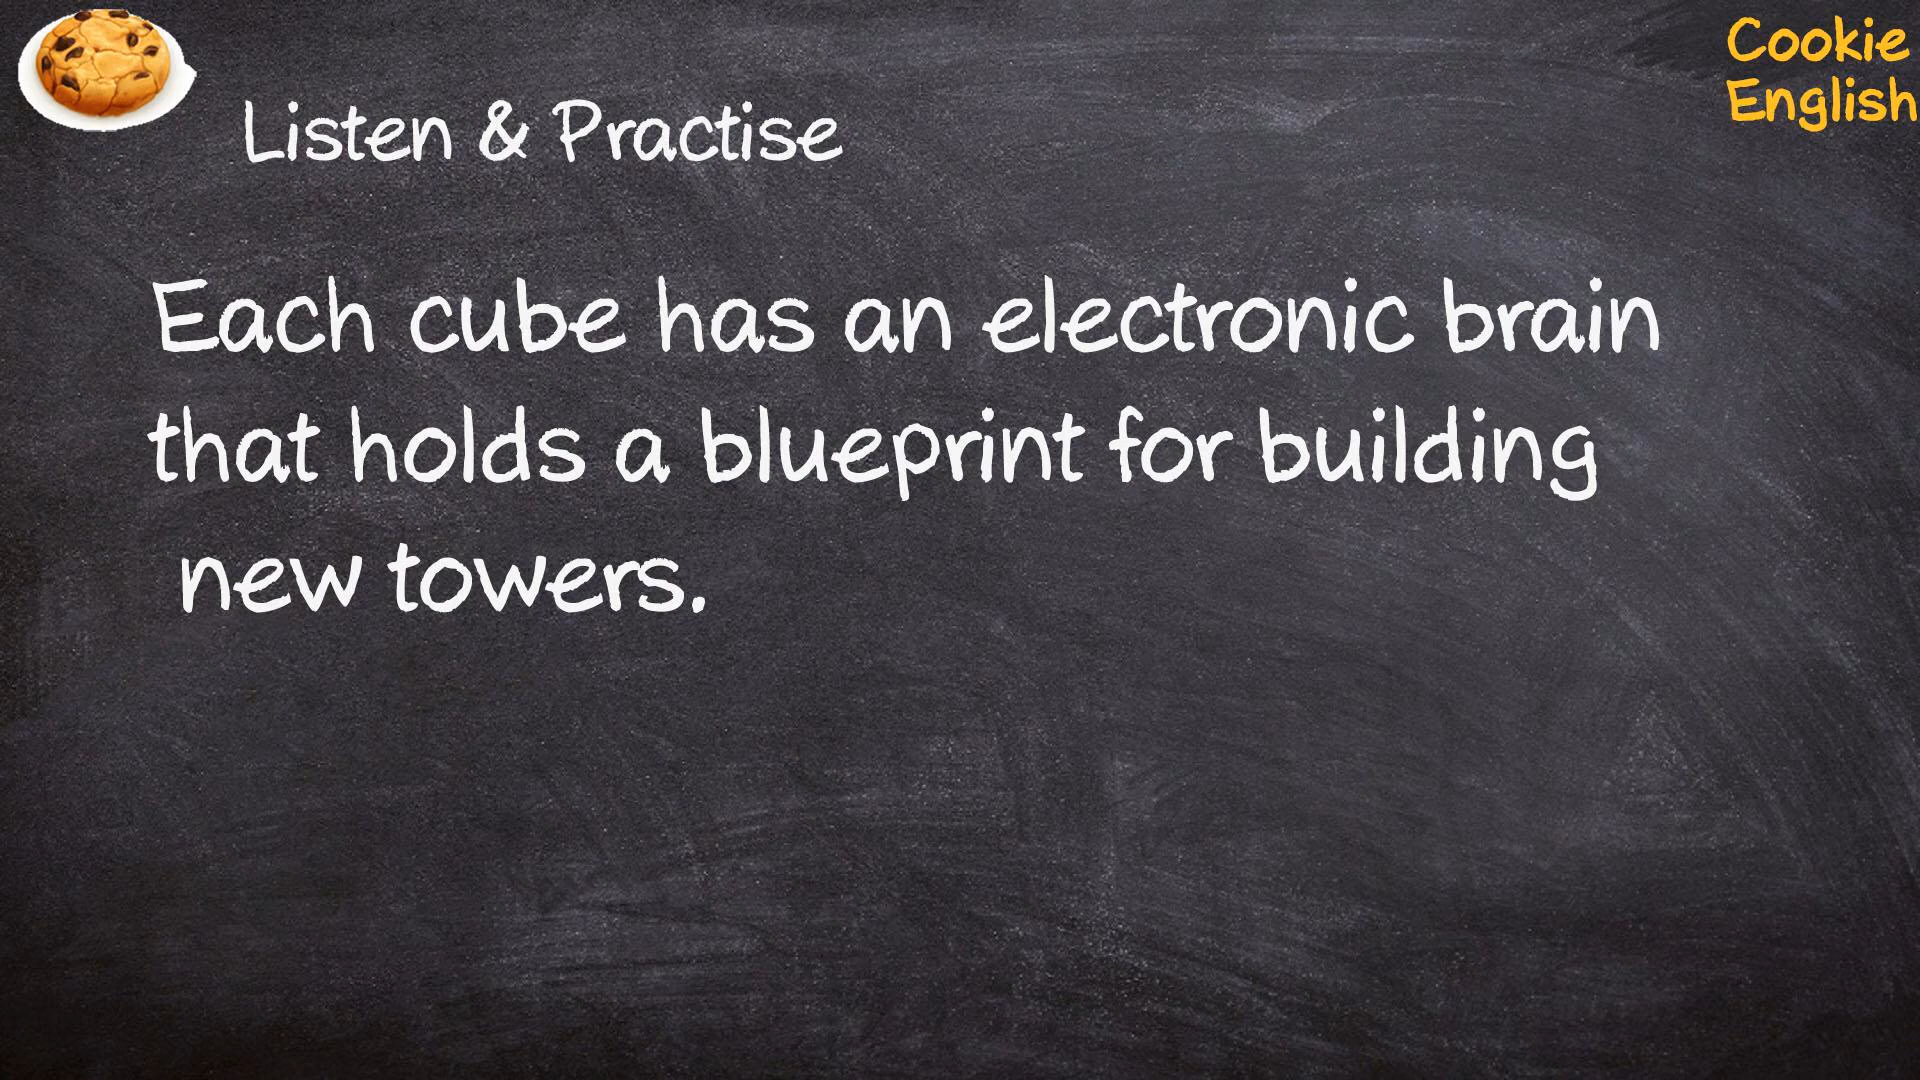 Cookie
English
Listen & Practise
Each cube has an electronic brain
that holds a blueprint for building
new towers.